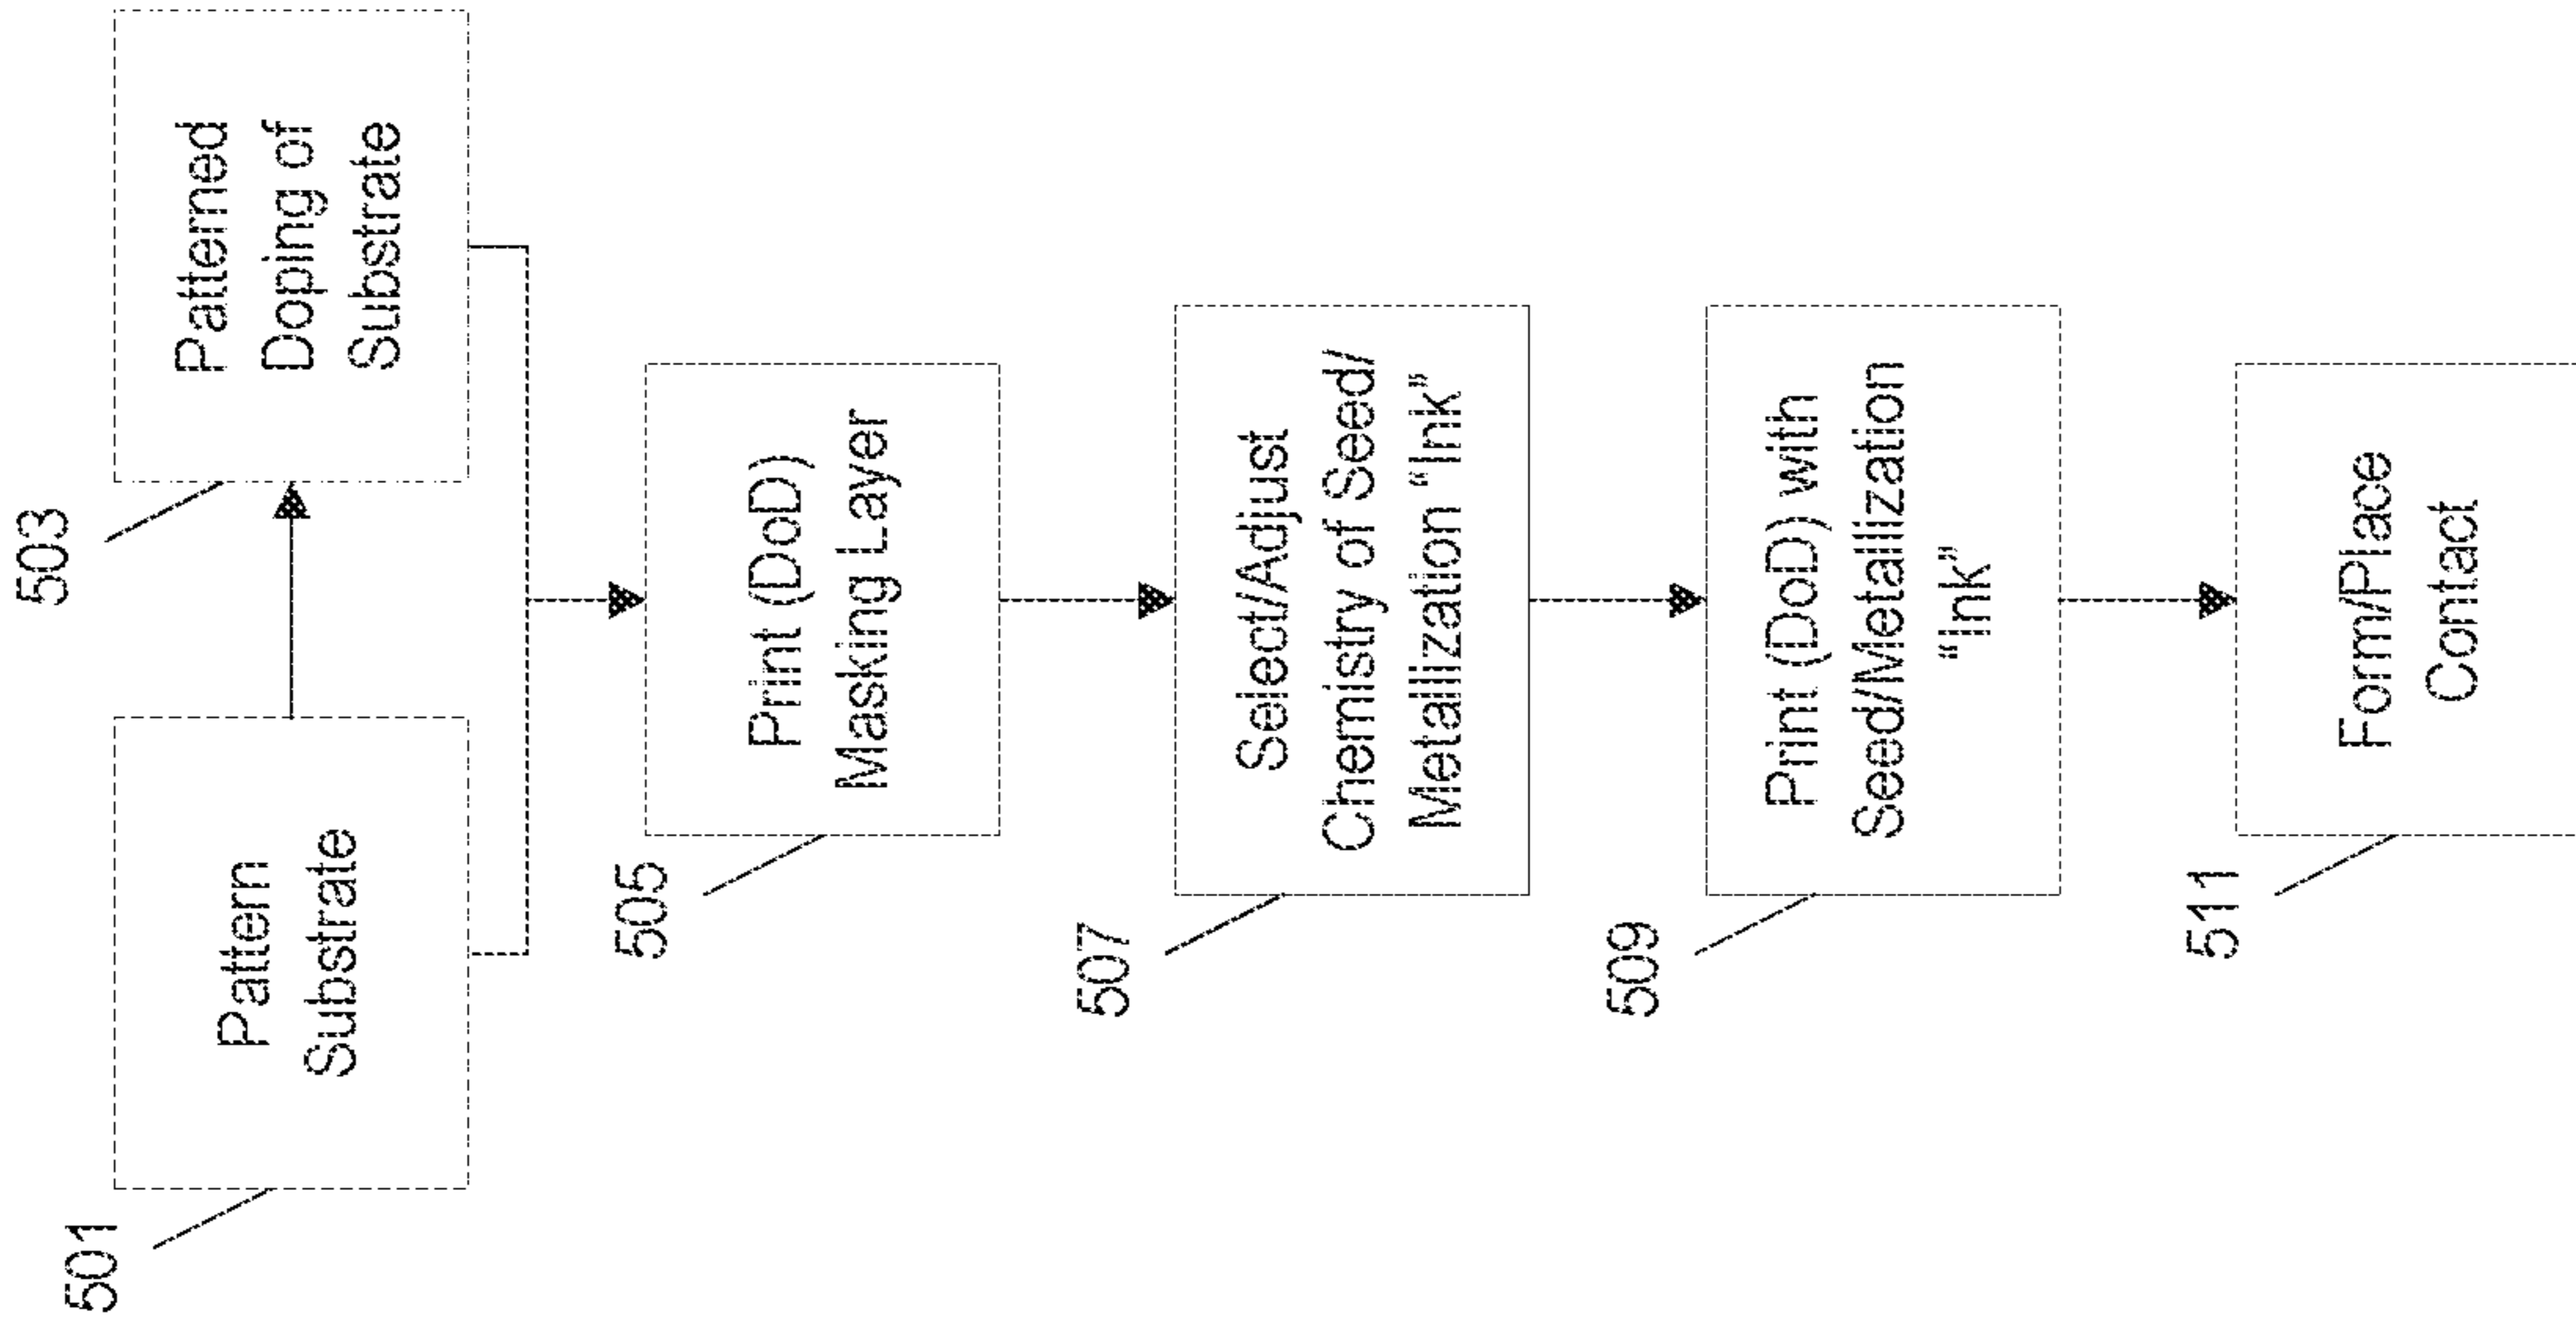 501
Pattern
Substrate
503
Patterned
Doping of
Substrate
505
Print (DoD)
Masking Layer
507
Select/Adjust
Chemistry of Seed/
Metallization “Ink”
509
Print (DoD) with
Seed/Metallization
“Ink”
511
Form/Place
Contact